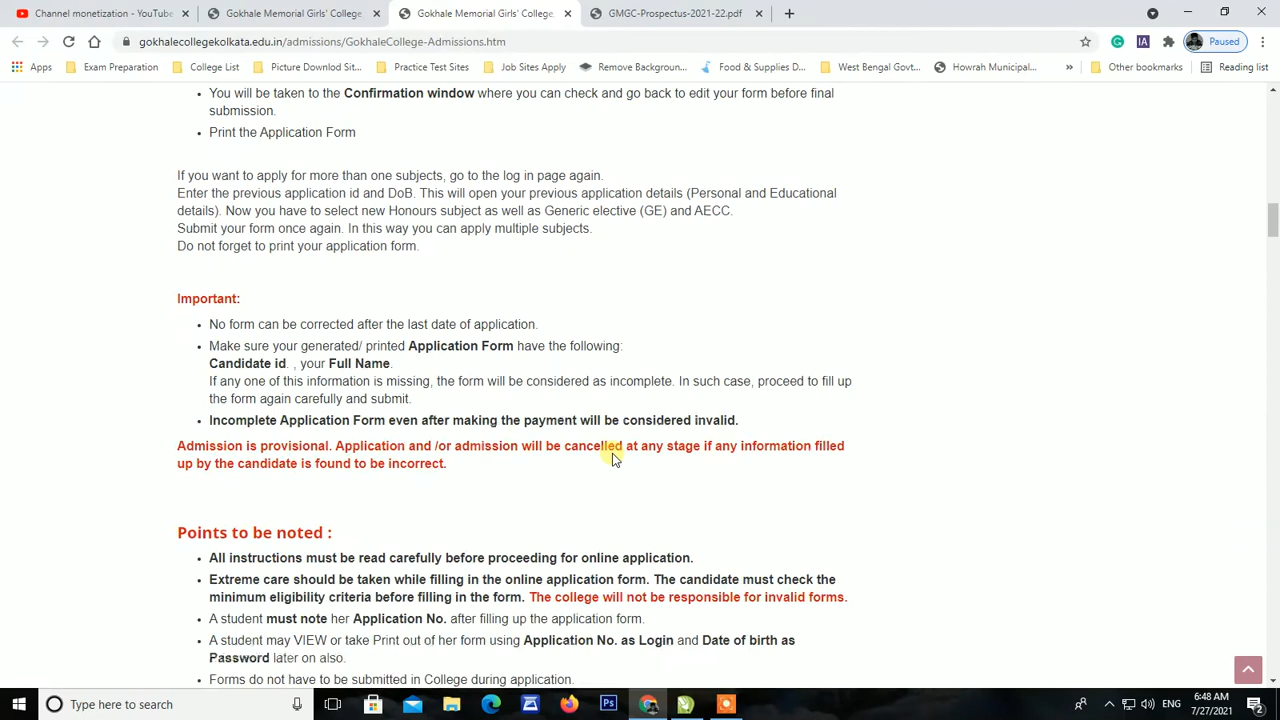 Channel monetization - YouTube
Gokhale Memorial Girls' College
Gokhale Memorial Girls' College,
GMGC-Prospectus-2021-22.pdf
gokhalecollegekolkata.edu.in/admissions/GokhaleCollege-Admissions.htm
Paused
Apps
Exam Preparation
College List
Picture Downlod Sit...
Practice Test Sites
Job Sites Apply
Remove Backgroun...
Food & Supplies D...
West Bengal Govt...
Howrah Municipal...
»
Other bookmarks
Reading list
• You will be taken to the Confirmation window where you can check and go back to edit your form before final
submission.
• Print the Application Form
If you want to apply for more than one subjects, go to the log in page again.
Enter the previous application id and DoB. This will open your previous application details (Personal and Educational
details). Now you have to select new Honours subject as well as Generic elective (GE) and AECC.
Submit your form once again. In this way you can apply multiple subjects.
Do not forget to print your application form.
Important:
• No form can be corrected after the last date of application.
• Make sure your generated/ printed Application Form have the following:
Candidate id. , your Full Name.
If any one of this information is missing, the form will be considered as incomplete. In such case, proceed to fill up
the form again carefully and submit.
• Incomplete Application Form even after making the payment will be considered invalid.
Admission is provisional. Application and /or admission will be cancelled at any stage if any information filled
up by the candidate is found to be incorrect.
Points to be noted :
• All instructions must be read carefully before proceeding for online application.
• Extreme care should be taken while filling in the online application form. The candidate must check the
minimum eligibility criteria before filling in the form. The college will not be responsible for invalid forms.
• A student must note her Application No. after filling up the application form.
• A student may VIEW or take Print out of her form using Application No. as Login and Date of birth as
Password later on also.
• Forms do not have to be submitted in College during application.
Type here to search
Ps
ENG
6:48 AM
7/27/2021
2